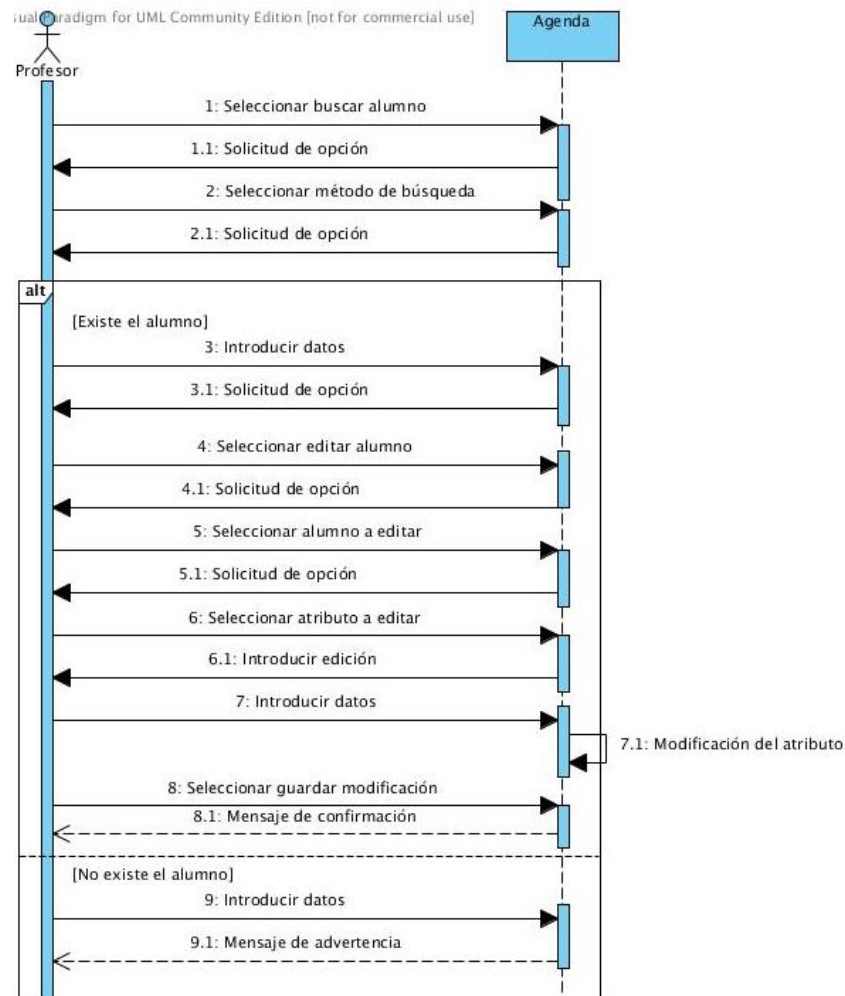 Paradigm for UML Community Edition [not for commercial use]
Agenda
Profesor
1: Seleccionar buscar alumno
1.1: Solicitud de opción
2: Seleccionar método de búsqueda
2.1: Solicitud de opción
alt
[Existe el alumno]
3: Introducir datos
3.1: Solicitud de opción
4: Seleccionar editar alumno
4.1: Solicitud de opción
5: Seleccionar alumno a editar
5.1: Solicitud de opción
6: Seleccionar atributo a editar
6.1: Introducir edición
7: Introducir datos
7.1: Modificación del atributo
8: Seleccionar guardar modificación
8.1: Mensaje de confirmación
[No existe el alumno]
9: Introducir datos
9.1: Mensaje de advertencia